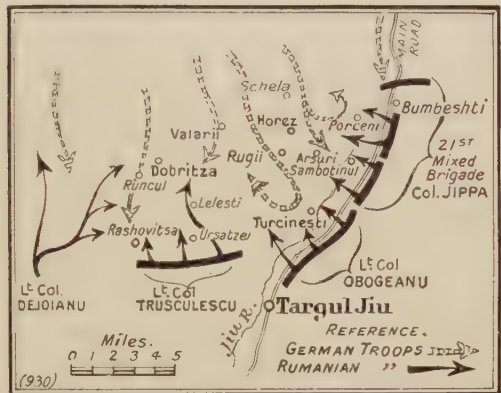 MAIN
ROAD
Schela
Bumbeshti
Porceni
Horez
Valarii
21ST
Mixed
Brigade
Col. JIPPA
Dobritza
Rugii
Arsuri
Sambotinul
Runcul
Lelesti
Turcinesti
Rashovitsa
Ursatzei
Lt. Col.
DEJOIANU
Lt. Col
TRUSCULESCU
Lt. Col
OBOGEANU
Jiu R.
Targul Jiu
Miles.
0 1 2 3 4 5
REFERENCE.
GERMAN TROOPS
RUMANIAN "
(930)